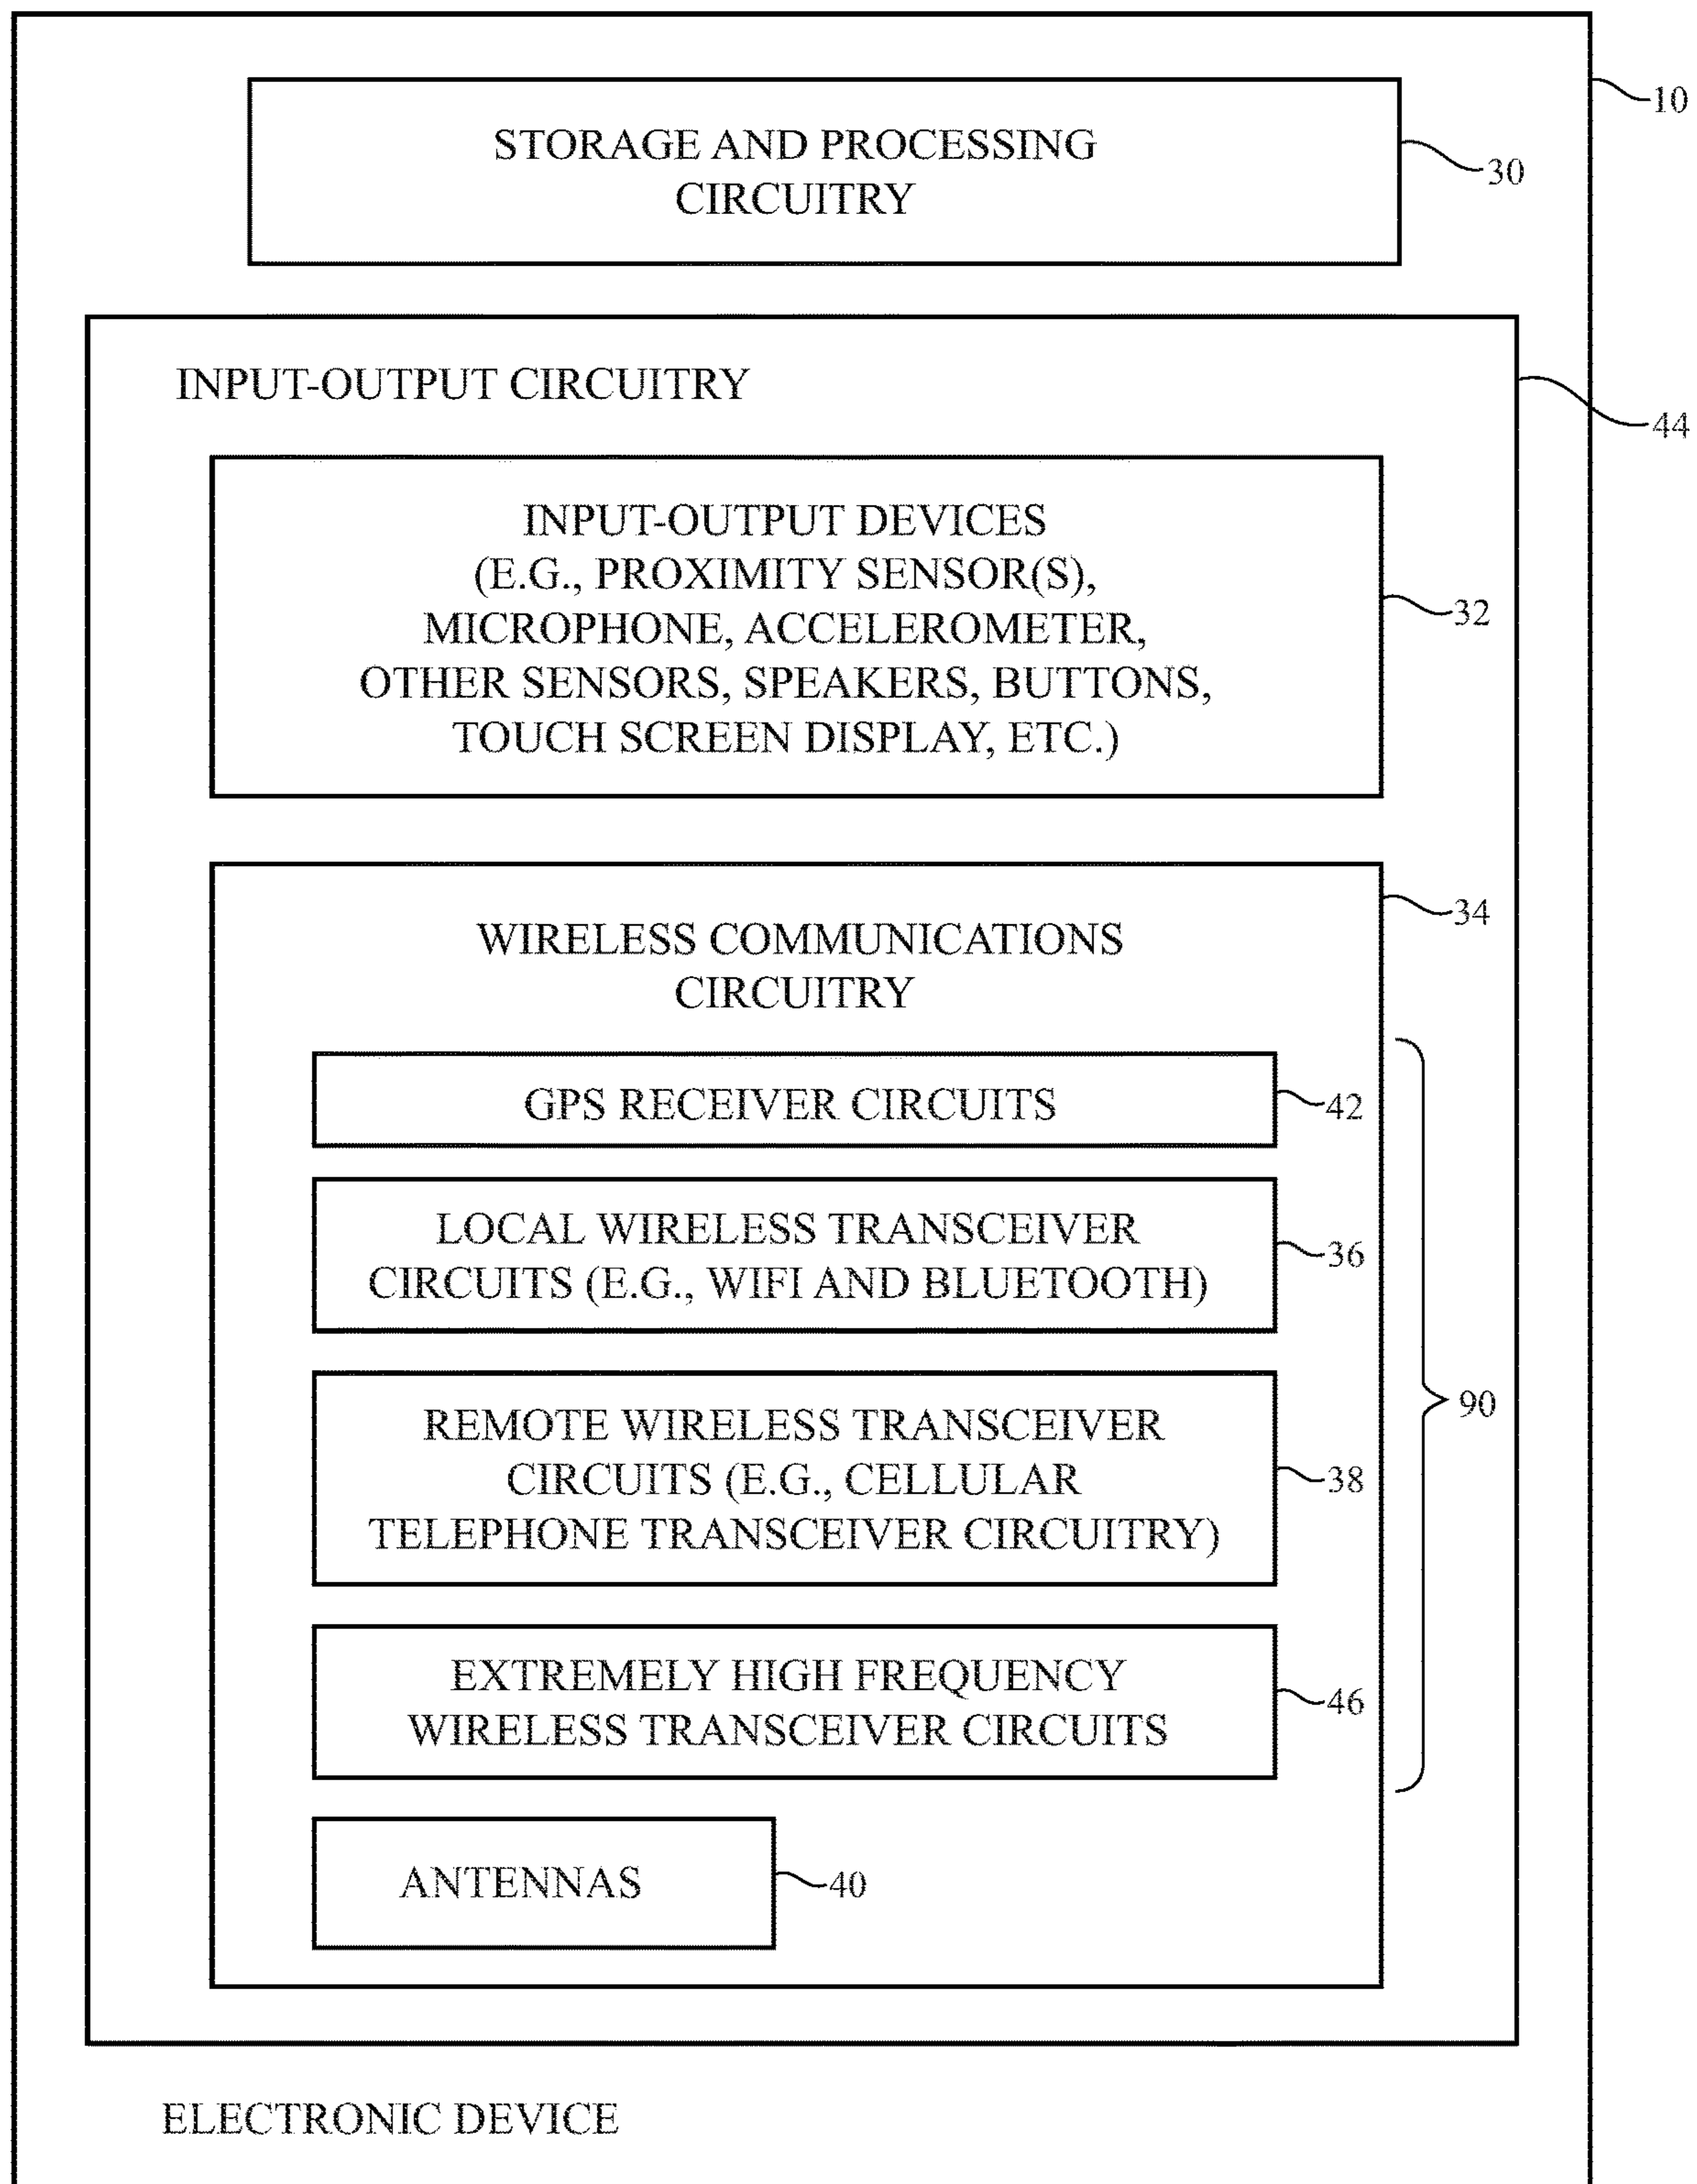 10
STORAGE AND PROCESSING
CIRCUITRY
30
INPUT-OUTPUT CIRCUITRY
44
INPUT-OUTPUT DEVICES
(E.G., PROXIMITY SENSOR(S),
MICROPHONE, ACCELEROMETER,
OTHER SENSORS, SPEAKERS, BUTTONS,
TOUCH SCREEN DISPLAY, ETC.)
32
34
WIRELESS COMMUNICATIONS
CIRCUITRY
GPS RECEIVER CIRCUITS
42
LOCAL WIRELESS TRANSCEIVER
CIRCUITS (E.G., WIFI AND BLUETOOTH)
36
REMOTE WIRELESS TRANSCEIVER
CIRCUITS (E.G., CELLULAR
TELEPHONE TRANSCEIVER CIRCUITRY)
38
90
EXTREMELY HIGH FREQUENCY
WIRELESS TRANSCEIVER CIRCUITS
46
ANTENNAS
40
ELECTRONIC DEVICE